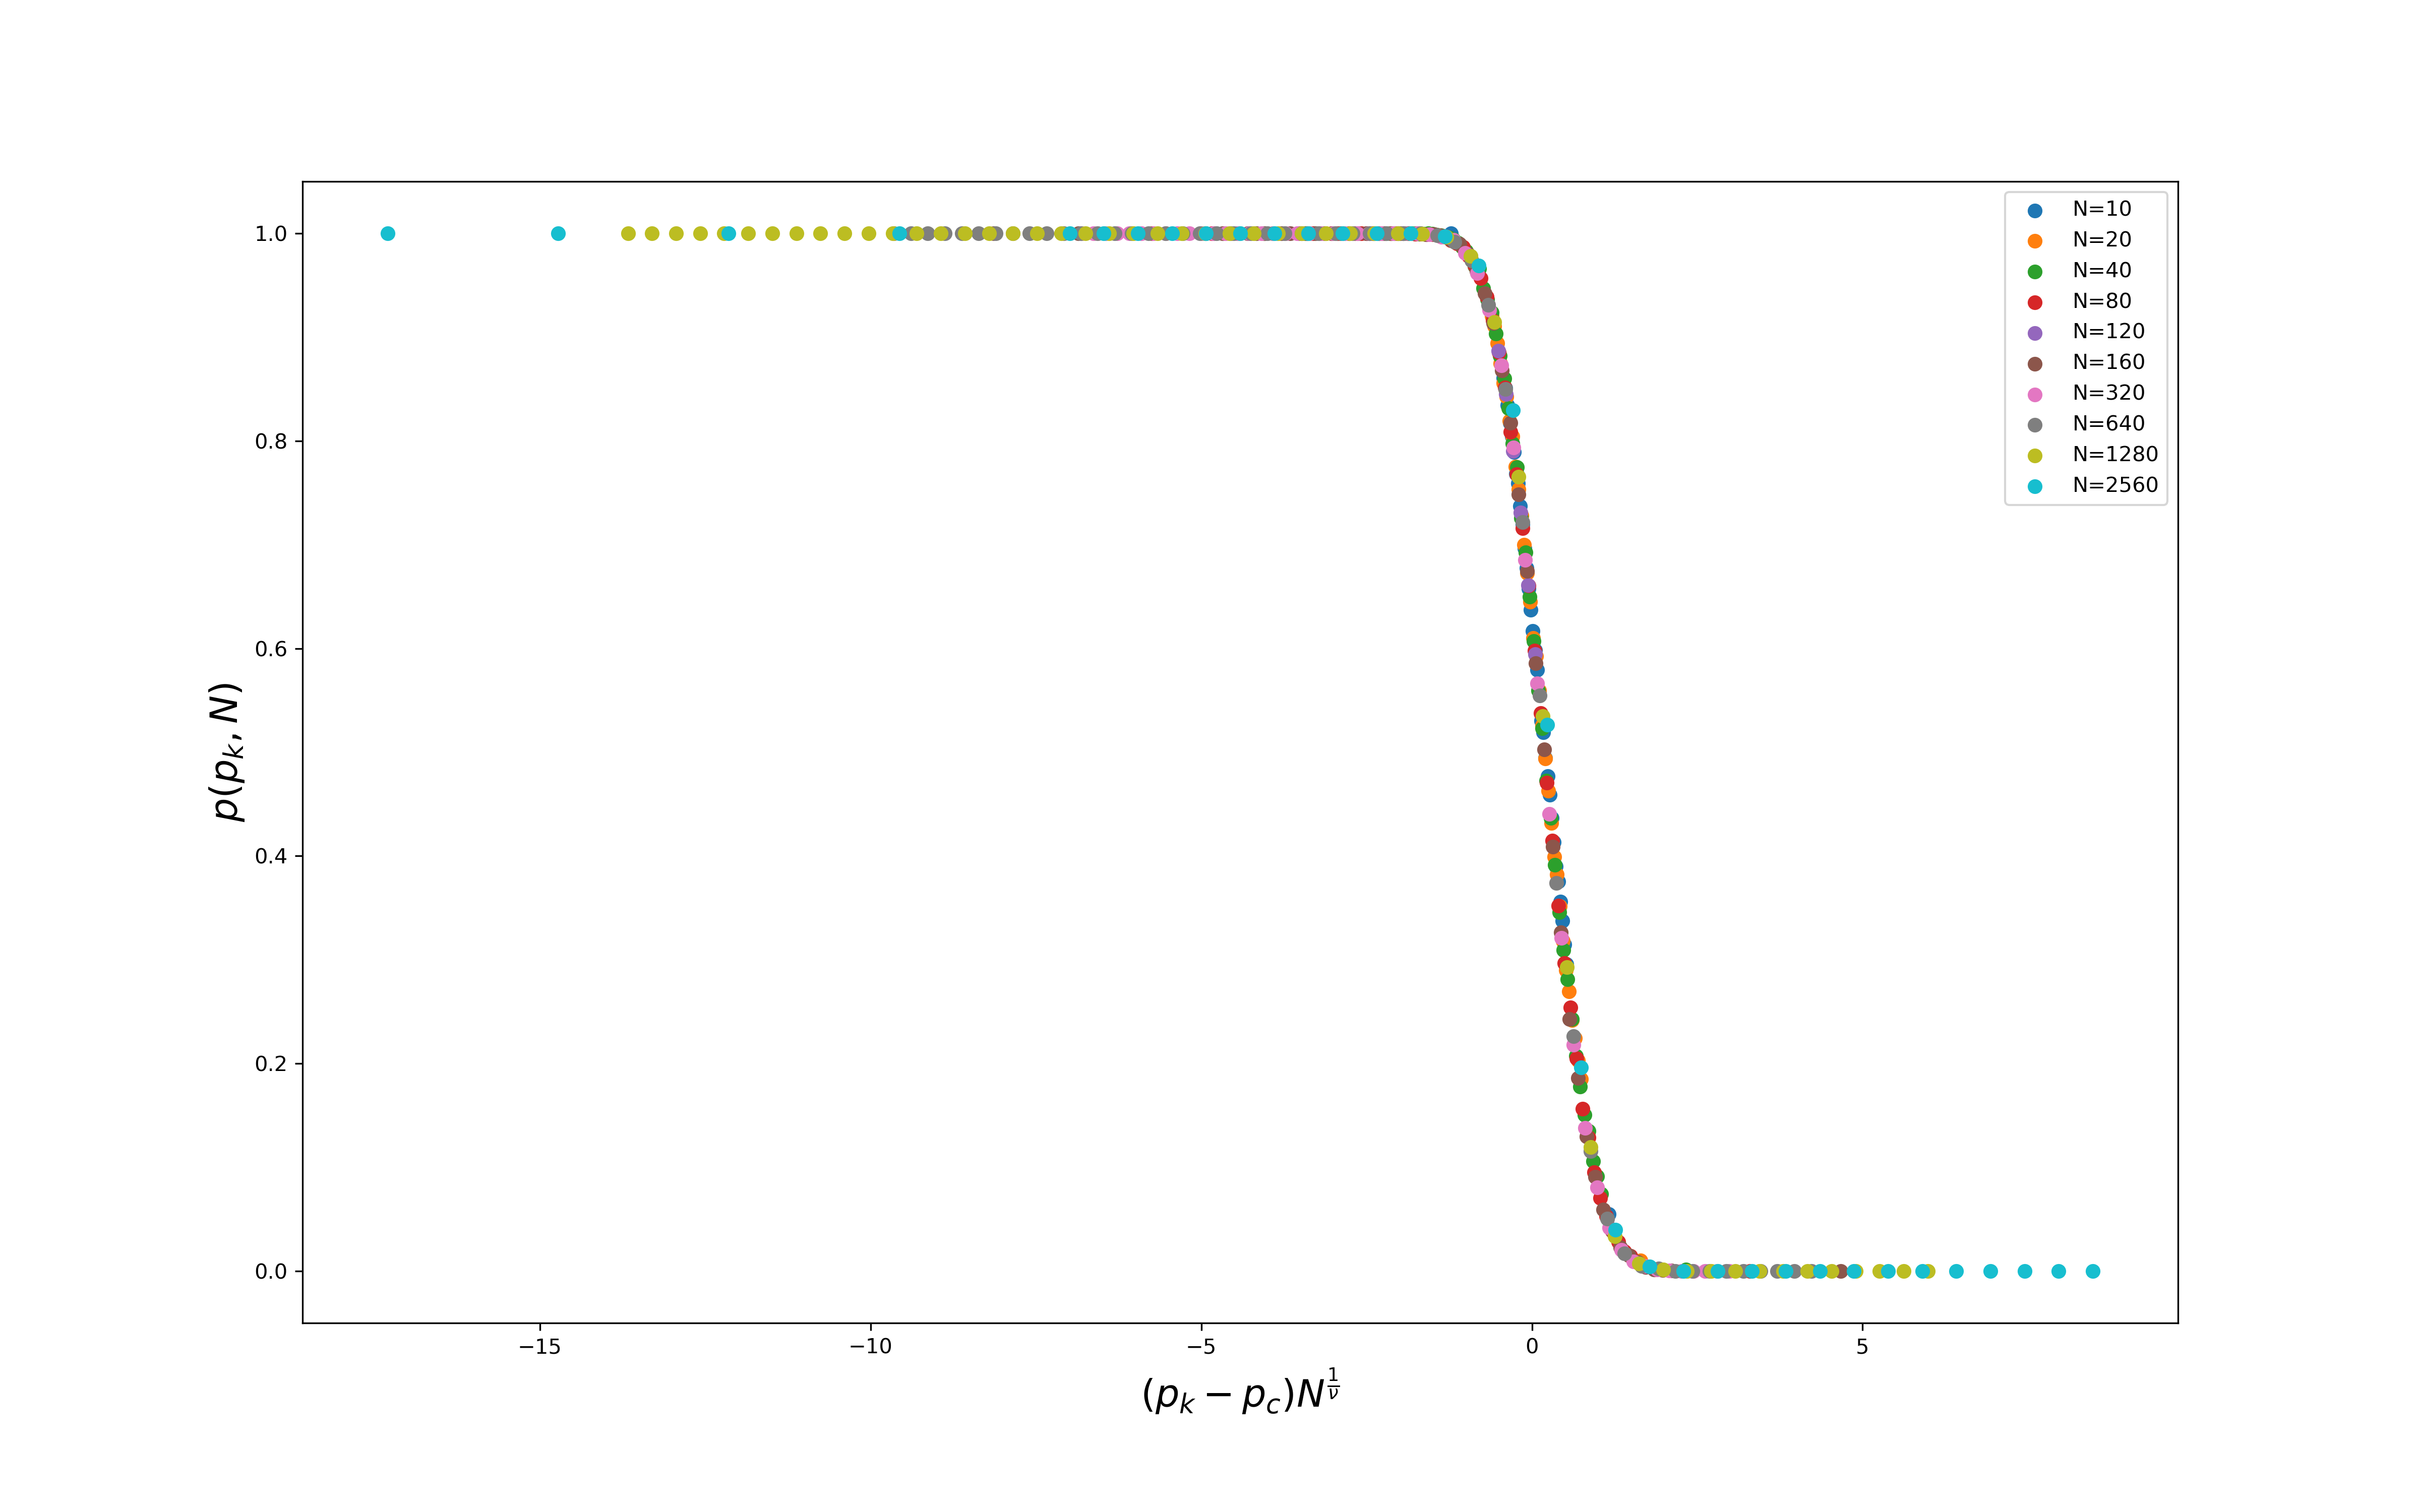 1.0
0.8
0.6
0.4
0.2
0.0
p(p_k, N)
−15 −10 −5 0 5
(p_k − p_c)N^{1/ν}
N=10
N=20
N=40
N=80
N=120
N=160
N=320
N=640
N=1280
N=2560